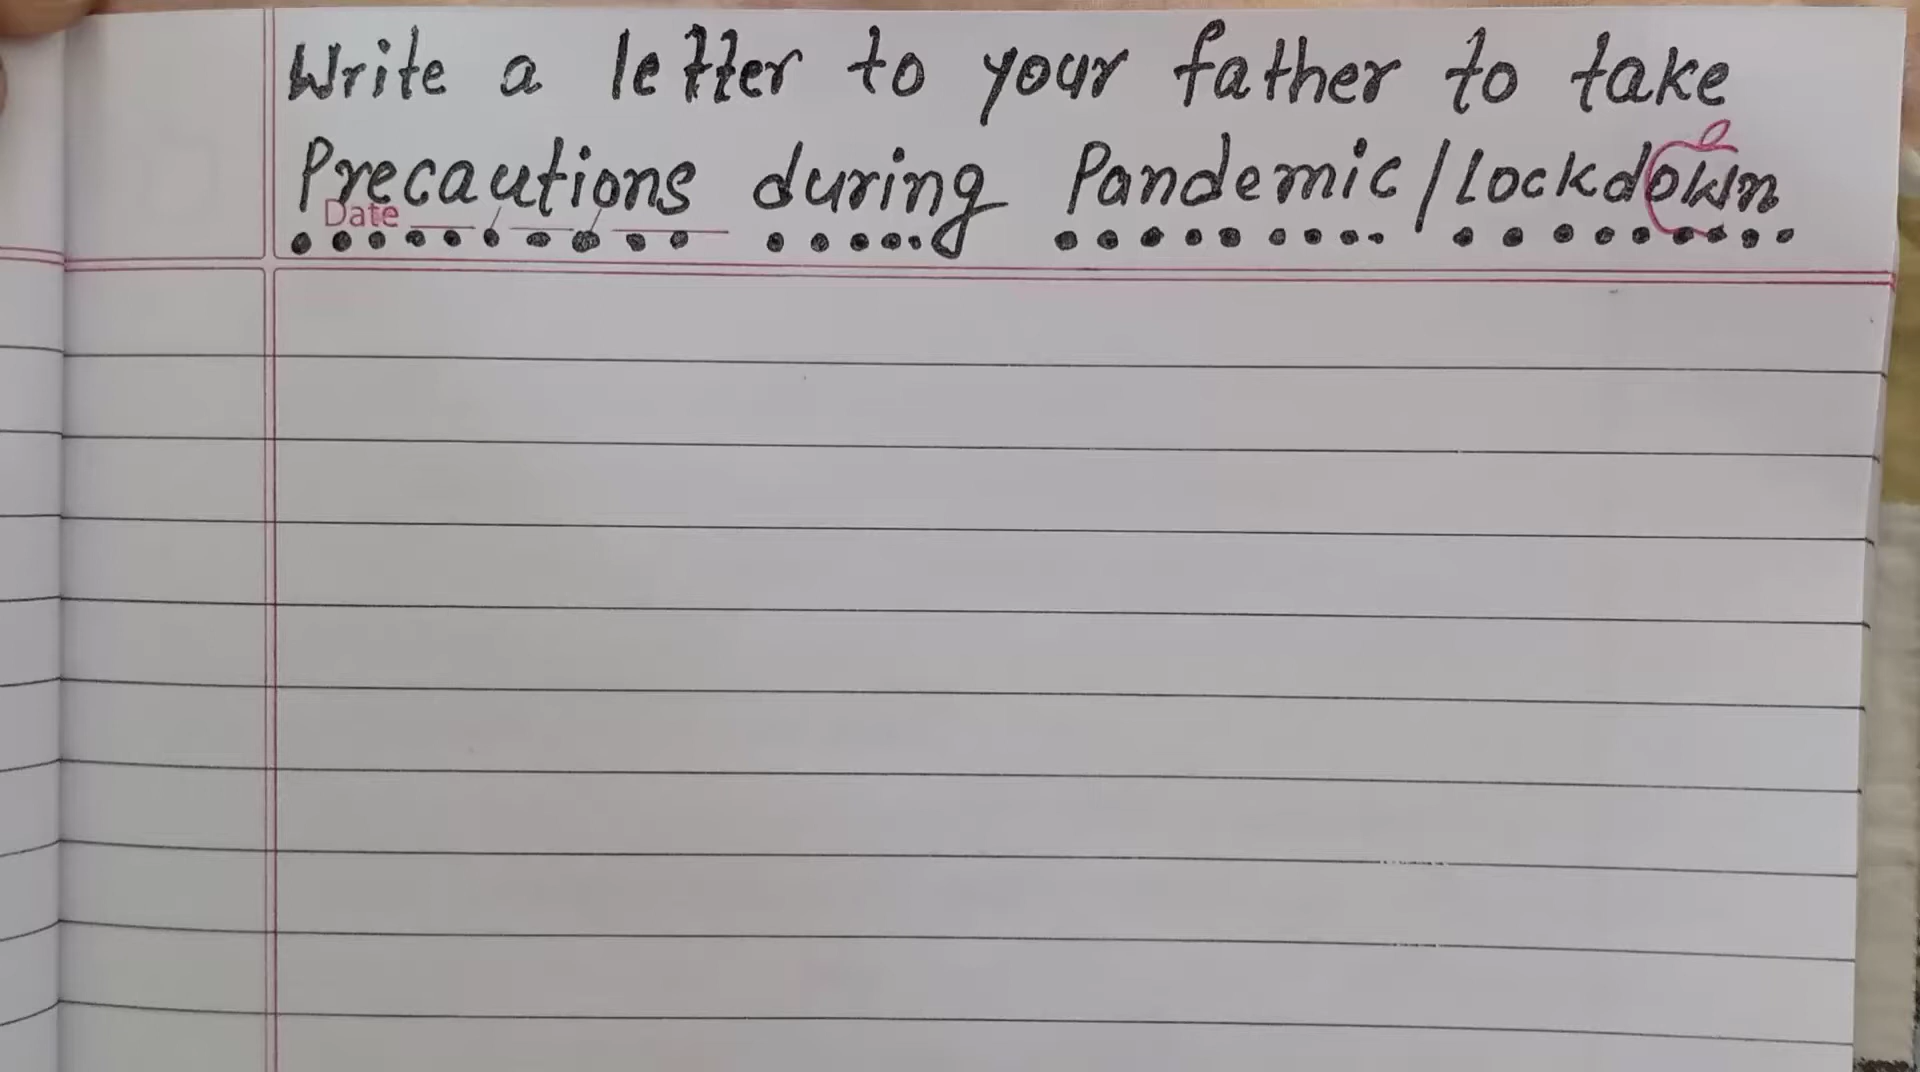 Write a letter to your father to take
Precautions during Pandemic/lockdown
Date